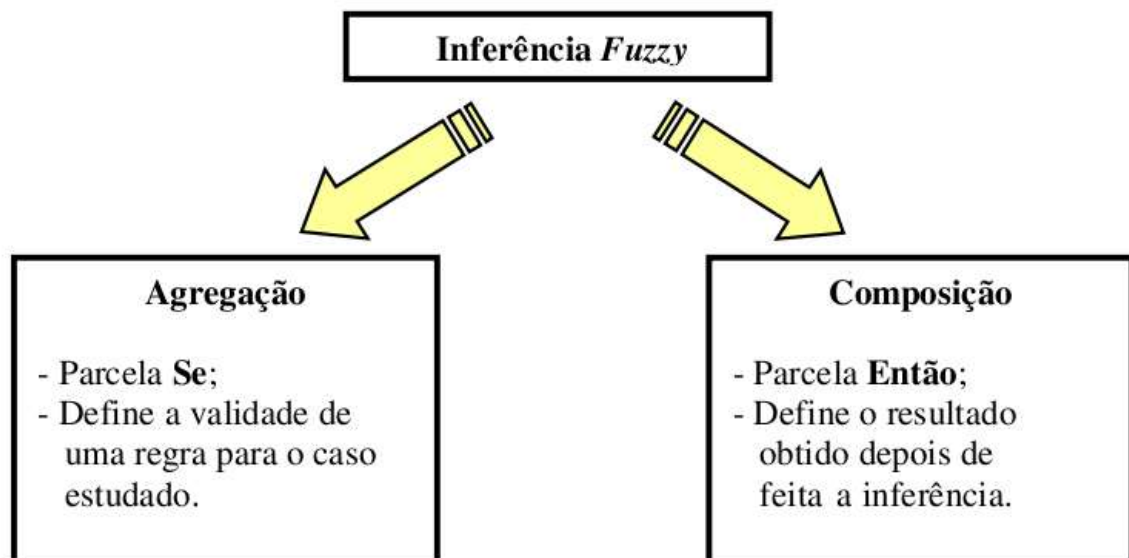 Inferência Fuzzy
Agregação
- Parcela Se;
- Define a validade de
uma regra para o caso
estudado.
Composição
- Parcela Então;
- Define o resultado
obtido depois de
feita a inferência.